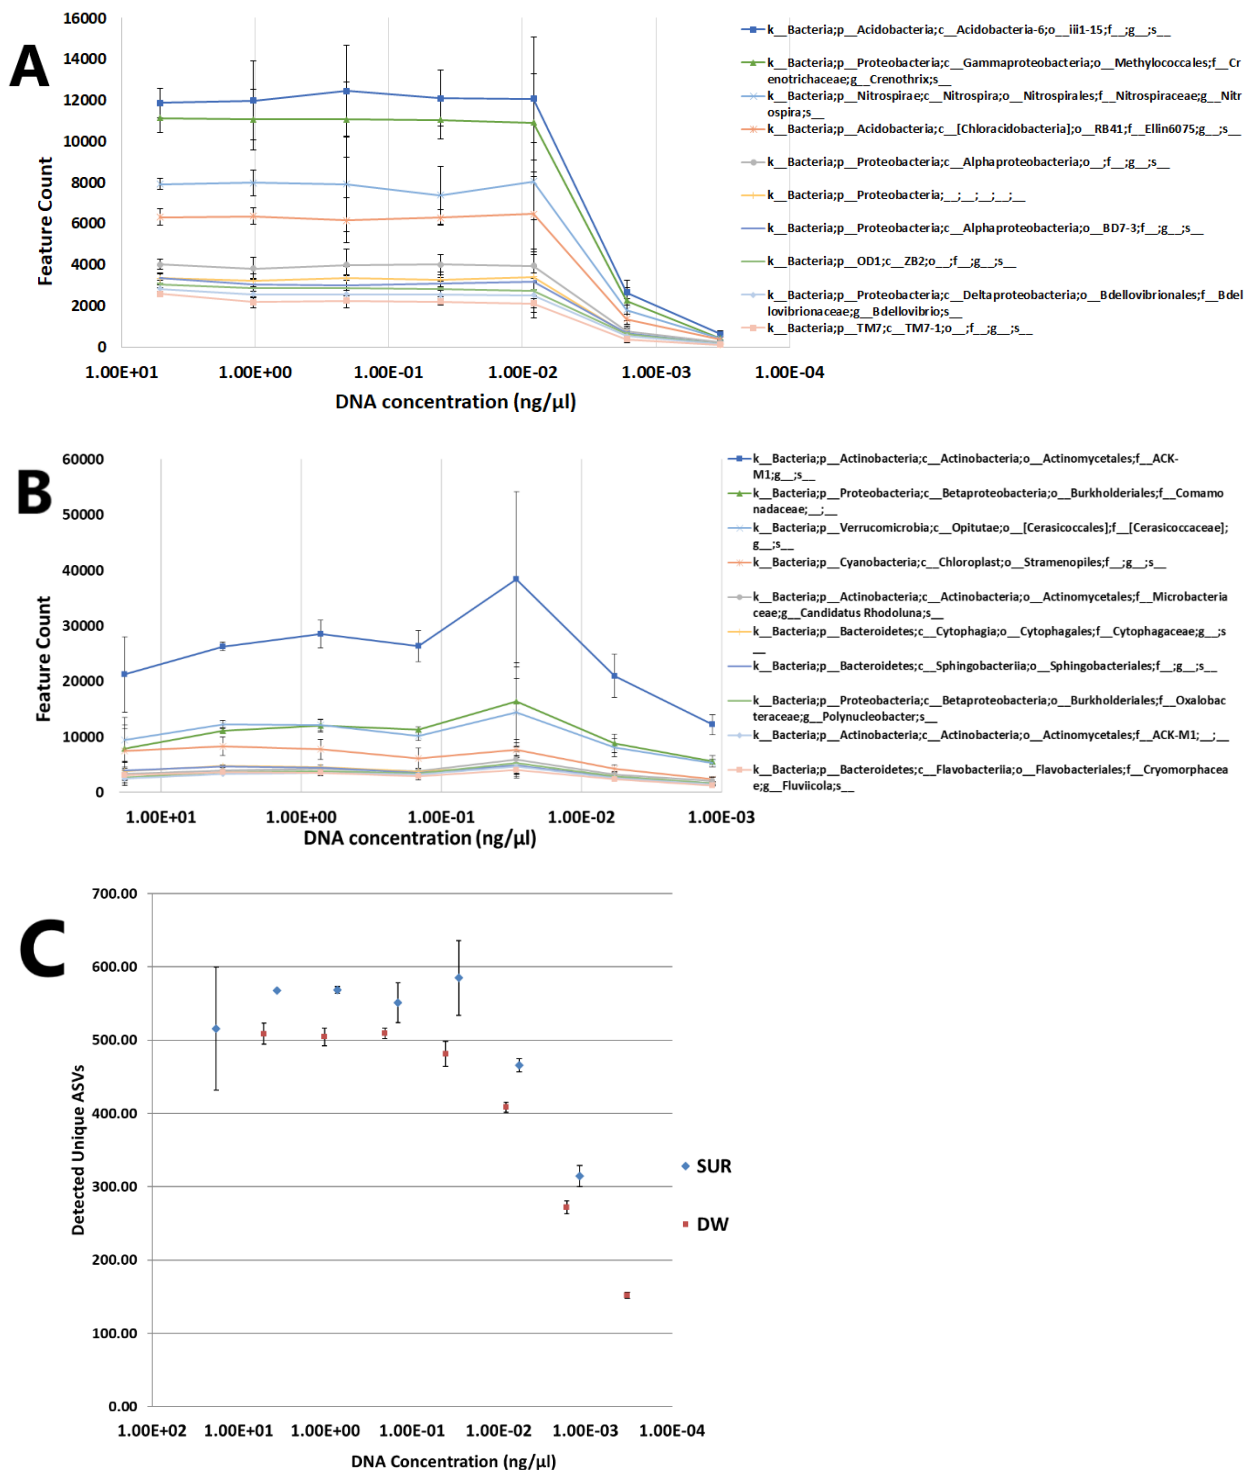 A
16000
14000
12000
10000
8000
6000
4000
2000
0
Feature Count
1.00E+01 1.00E+00 1.00E-01 1.00E-02 1.00E-03 1.00E-04
DNA concentration (ng/µl)
k__Bacteria;p__Acidobacteria;c__Acidobacteria-6;o__iii1-15;f__;g__;s__
k__Bacteria;p__Proteobacteria;c__Gammaproteobacteria;o__Methylococcales;f__Cr
enotrichaceae;g__Crenothrix;s__
k__Bacteria;p__Nitrospirae;c__Nitrospira;o__Nitrospirales;f__Nitrospiraceae;g__Nitr
ospira;s__
k__Bacteria;p__Acidobacteria;c__[Chloracidobacteria];o__RB41;f__Ellin6075;g__;s__
k__Bacteria;p__Proteobacteria;c__Alphaproteobacteria;o__;f__;g__;s__
k__Bacteria;p__Proteobacteria;__;__;__;__;__
k__Bacteria;p__Proteobacteria;c__Alphaproteobacteria;o__BD7-3;f__;g__;s__
k__Bacteria;p__OD1;c__ZB2;o__;f__;g__;s__
k__Bacteria;p__Proteobacteria;c__Deltaproteobacteria;o__Bdellovibrionales;f__Bdel
lovibrionaceae;g__Bdellovibrio;s__
k__Bacteria;p__TM7;c__TM7-1;o__;f__;g__;s__
B
60000
50000
40000
30000
20000
10000
0
Feature Count
1.00E+01 1.00E+00 1.00E-01 1.00E-02 1.00E-03
DNA concentration (ng/µl)
k__Bacteria;p__Actinobacteria;c__Actinobacteria;o__Actinomycetales;f__ACK-
M1;g__;s__
k__Bacteria;p__Proteobacteria;c__Betaproteobacteria;o__Burkholderiales;f__Comamo
nadaceae;__;__
k__Bacteria;p__Verrucomicrobia;c__Opitutae;o__[Cerasicoccales];f__[Cerasicoccaceae];
g__;s__
k__Bacteria;p__Cyanobacteria;c__Chloroplast;o__Stramenopiles;f__;g__;s__
k__Bacteria;p__Actinobacteria;c__Actinobacteria;o__Actinomycetales;f__Microbacteria
ceae;g__Candidatus Rhodoluna;s__
k__Bacteria;p__Bacteroidetes;c__Cytophagia;o__Cytophagales;f__Cytophagaceae;g__;s
__
k__Bacteria;p__Bacteroidetes;c__Sphingobacteriia;o__Sphingobacteriales;f__;g__;s__
k__Bacteria;p__Proteobacteria;c__Betaproteobacteria;o__Burkholderiales;f__Oxalobac
teraceae;g__Polynucleobacter;s__
k__Bacteria;p__Actinobacteria;c__Actinobacteria;o__Actinomycetales;f__ACK-M1;__;__
k__Bacteria;p__Bacteroidetes;c__Flavobacteriia;o__Flavobacteriales;f__Cryomorphacea
e;g__Fluviicola;s__
C
700.00
600.00
500.00
400.00
300.00
200.00
100.00
0.00
Detected Unique ASVs
1.00E+02 1.00E+01 1.00E+00 1.00E-01 1.00E-02 1.00E-03 1.00E-04
DNA Concentration (ng/µl)
SUR
DW